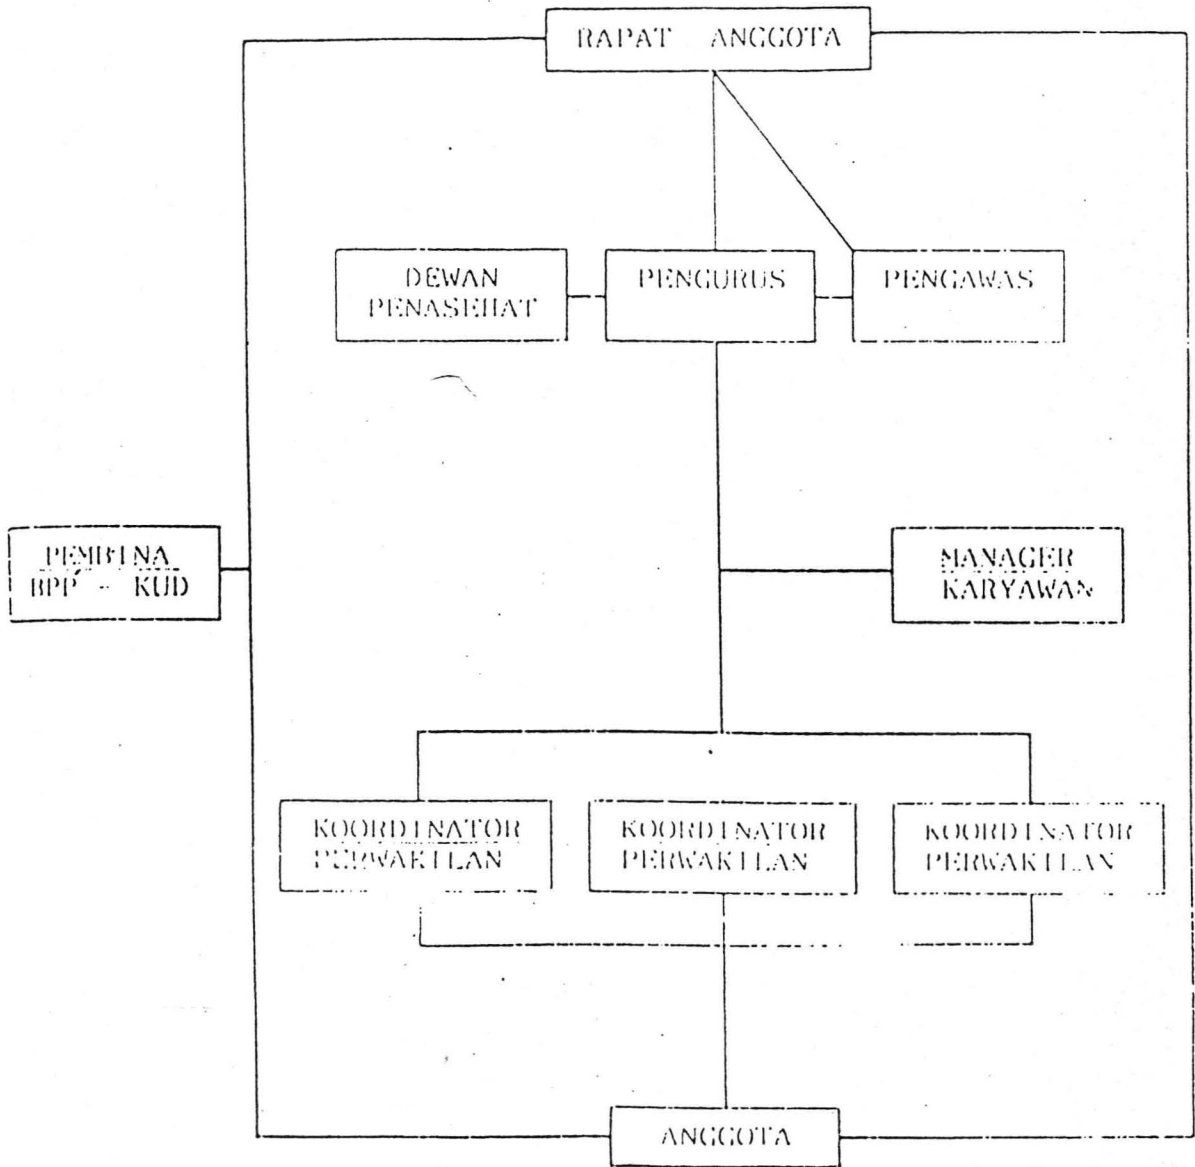 RAPAT ANGGOTA
DEWAN
PENASEHAT
PENGURUS
PENGAWAS
PEMBINA
BPP - KUD
MANAGER
KARYAWAN
KOORDINATOR
PERWAKILAN
KOORDINATOR
PERWAKILAN
KOORDINATOR
PERWAKILAN
ANGGOTA